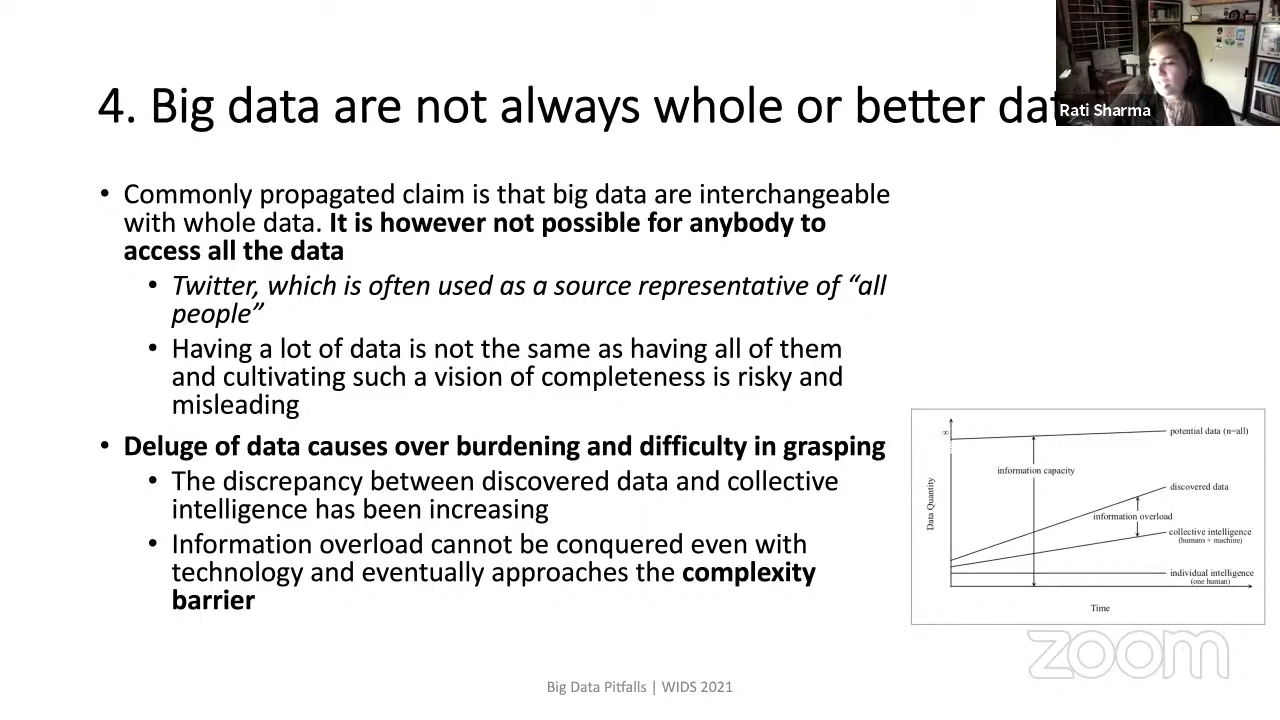 4. Big data are not always whole or better dat
Rati Sharma
• Commonly propagated claim is that big data are interchangeable
with whole data. It is however not possible for anybody to
access all the data
• Twitter, which is often used as a source representative of “all
people”
• Having a lot of data is not the same as having all of them
and cultivating such a vision of completeness is risky and
misleading
• Deluge of data causes over burdening and difficulty in grasping
• The discrepancy between discovered data and collective
intelligence has been increasing
• Information overload cannot be conquered even with
technology and eventually approaches the complexity
barrier
∞
potential data (n=all)
information capacity
Data Quantity
discovered data
information overload
collective intelligence
(humans + machine)
individual intelligence
(one human)
Time
zoom
Big Data Pitfalls | WIDS 2021